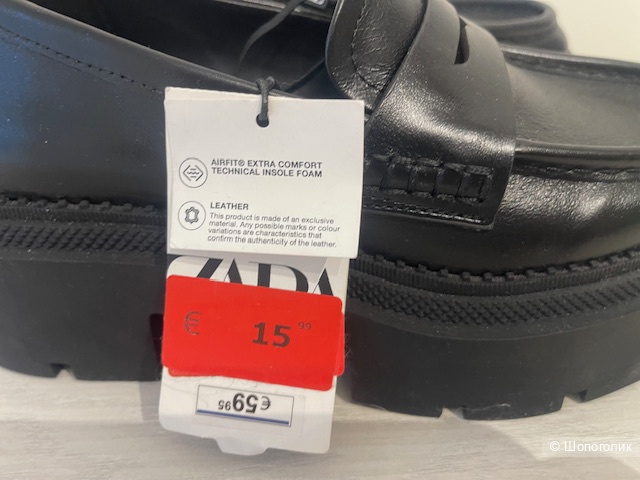 AIRFIT® EXTRA COMFORT
TECHNICAL INSOLE FOAM
LEATHER
This product is made of an exclusive
material. Any possible marks or colour
variations are characteristics that
confirm the authenticity of the leather.
ZARA
€ 15 99
€59 95
© Шопоголик